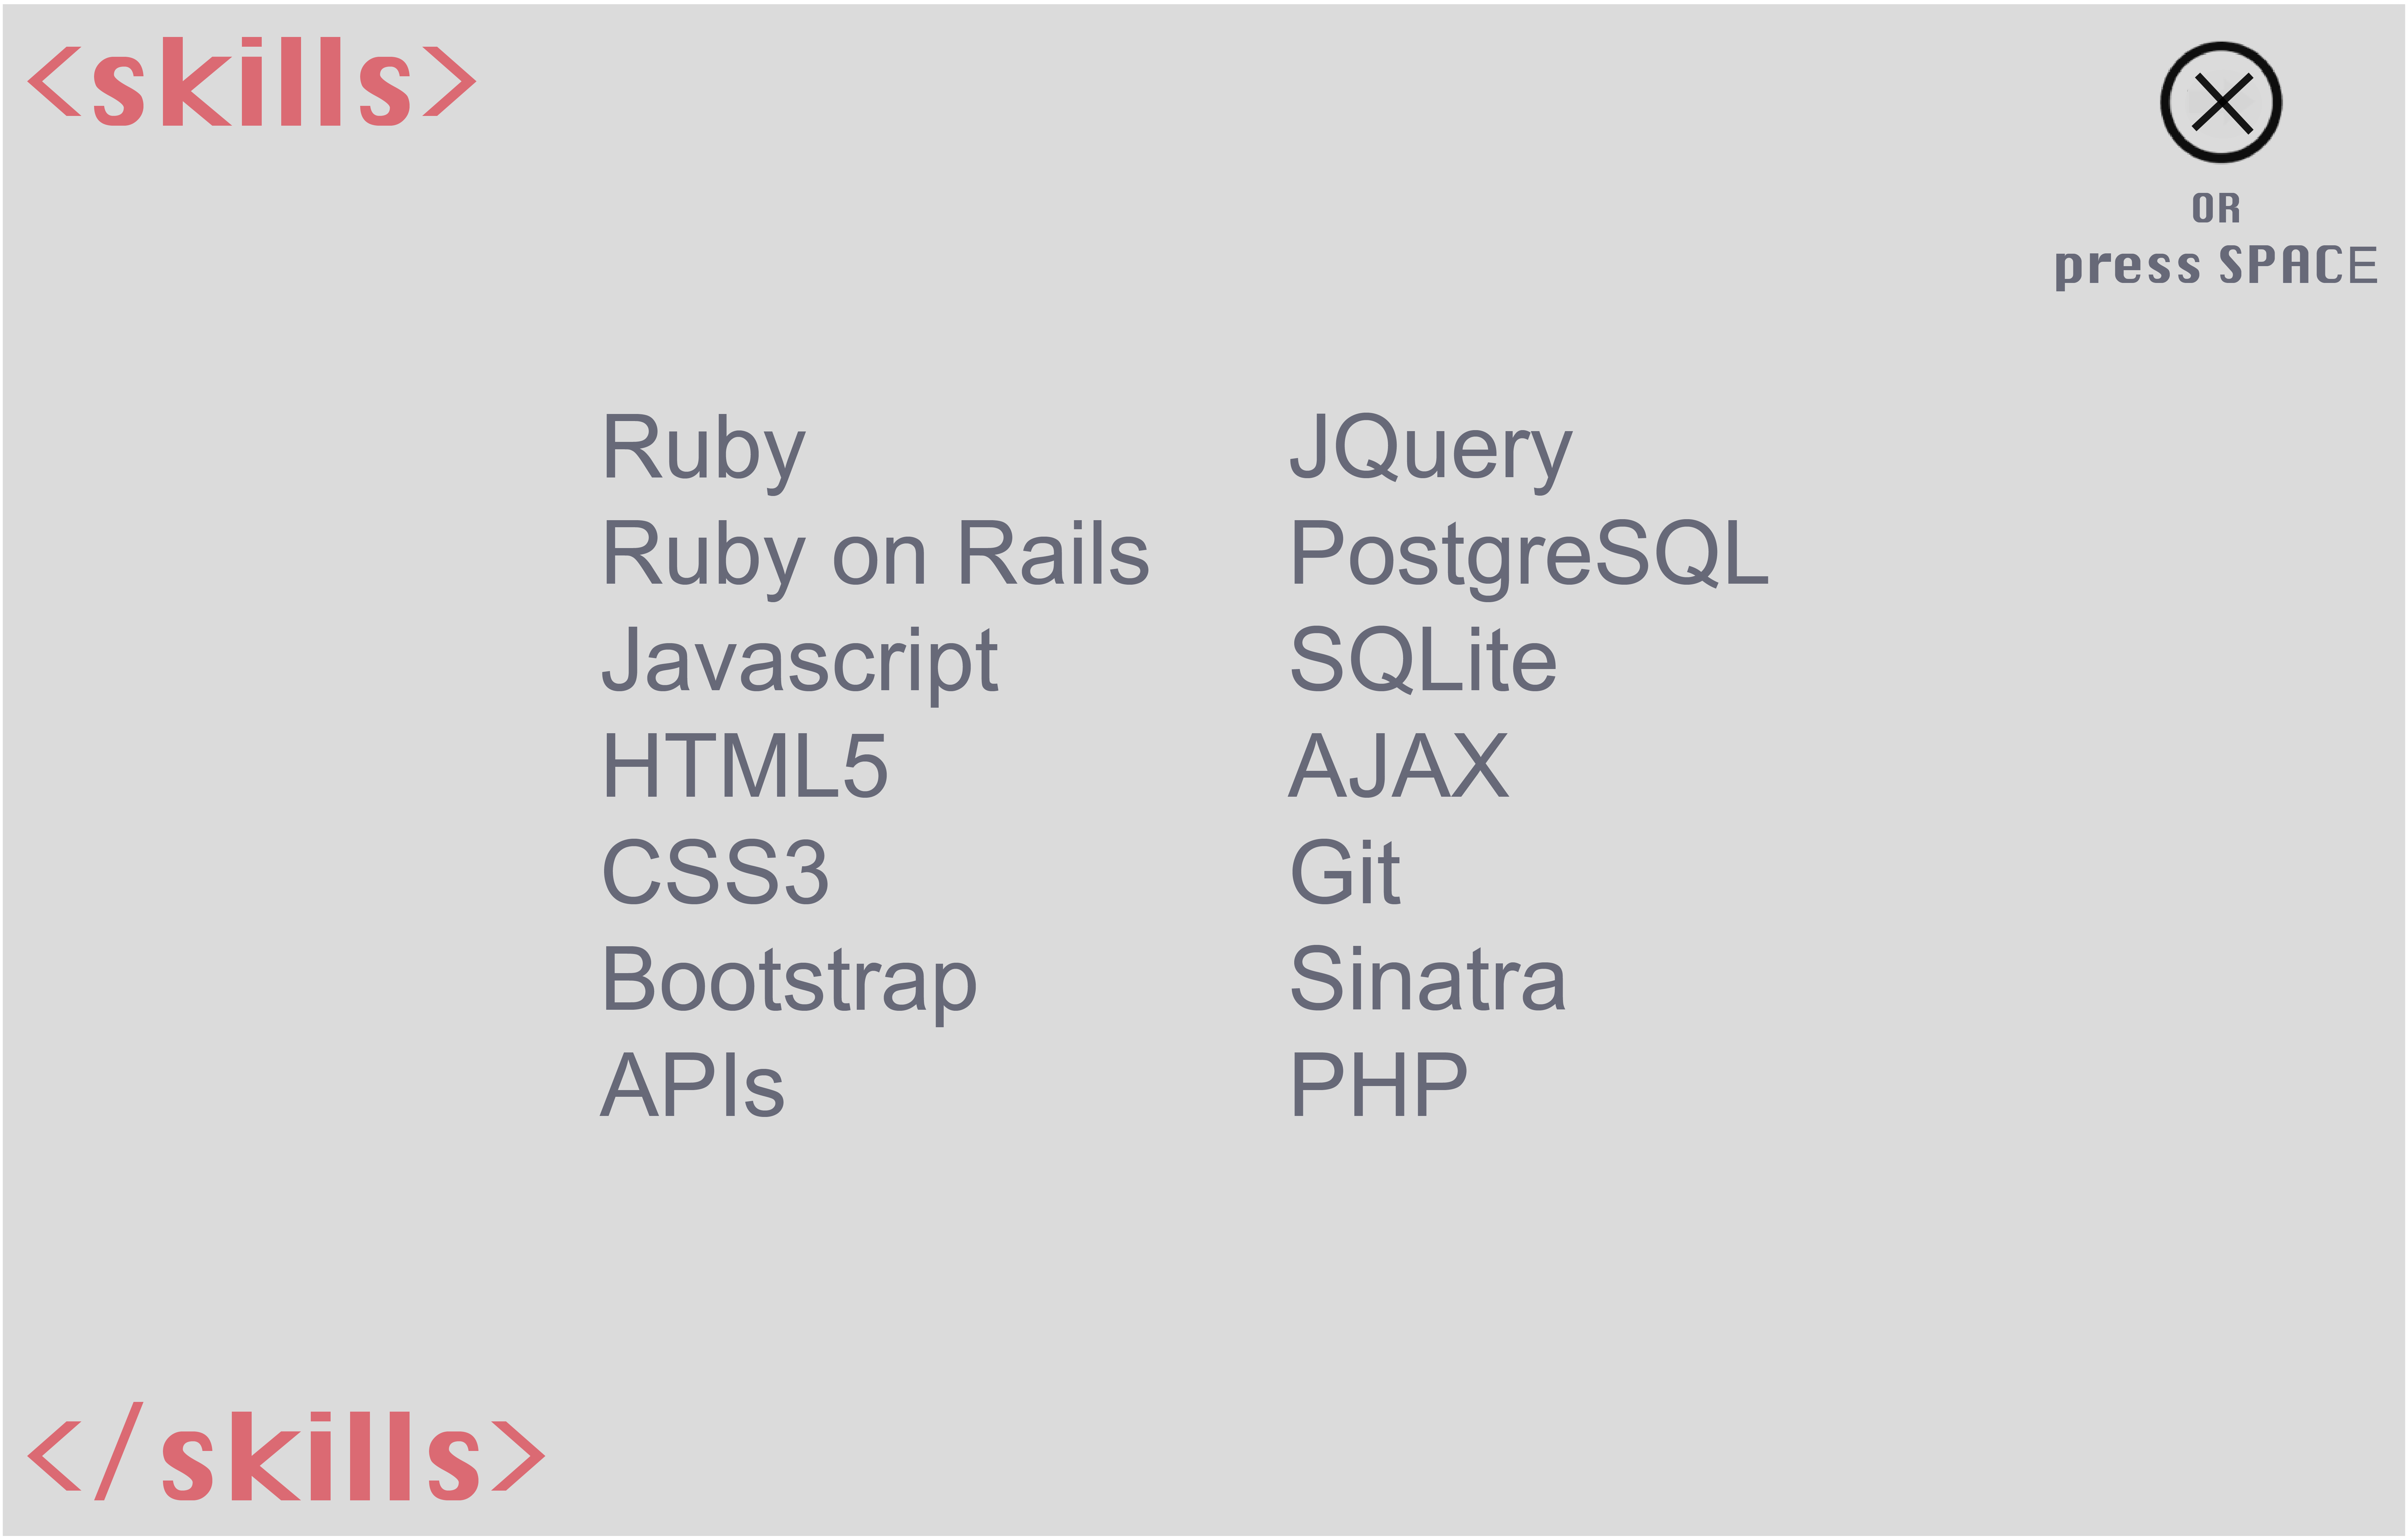 <skills>
OR
press SPACE
Ruby
Ruby on Rails
Javascript
HTML5
CSS3
Bootstrap
APIs
JQuery
PostgreSQL
SQLite
AJAX
Git
Sinatra
PHP
</skills>